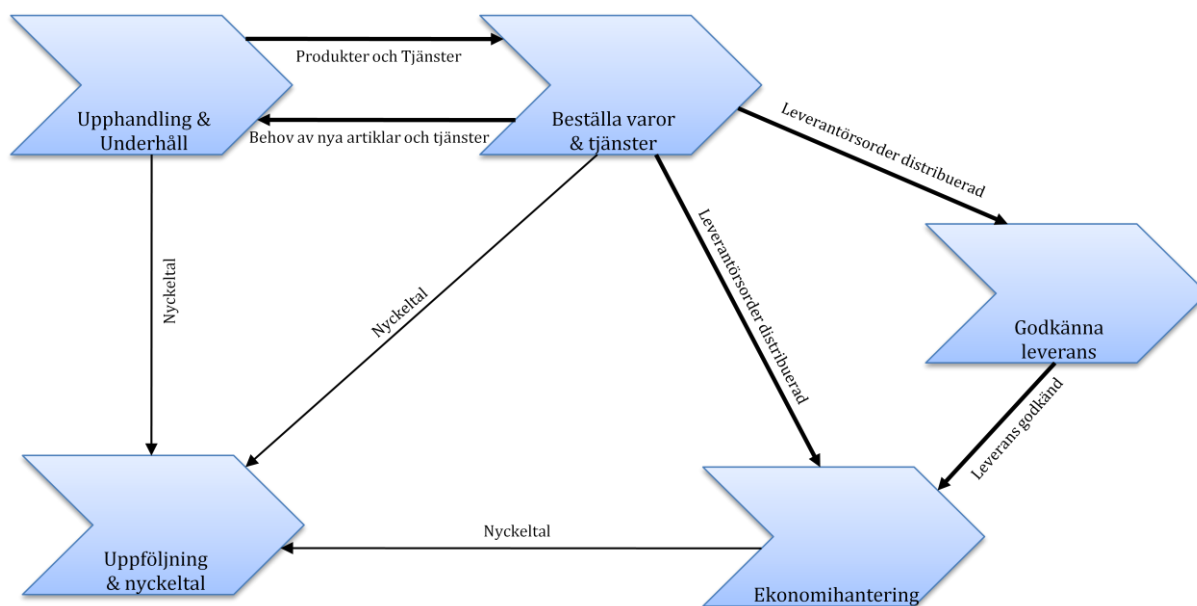 Produkter och Tjänster
Upphandling &
Underhåll
Behov av nya artiklar och tjänster
Beställa varor
& tjänster
Leverantörsorder distribuerad
Leverantörsorder distribuerad
Nyckeltal
Nyckeltal
Godkänna
leverans
Leverans godkänd
Nyckeltal
Uppföljning
& nyckeltal
Ekonomihantering